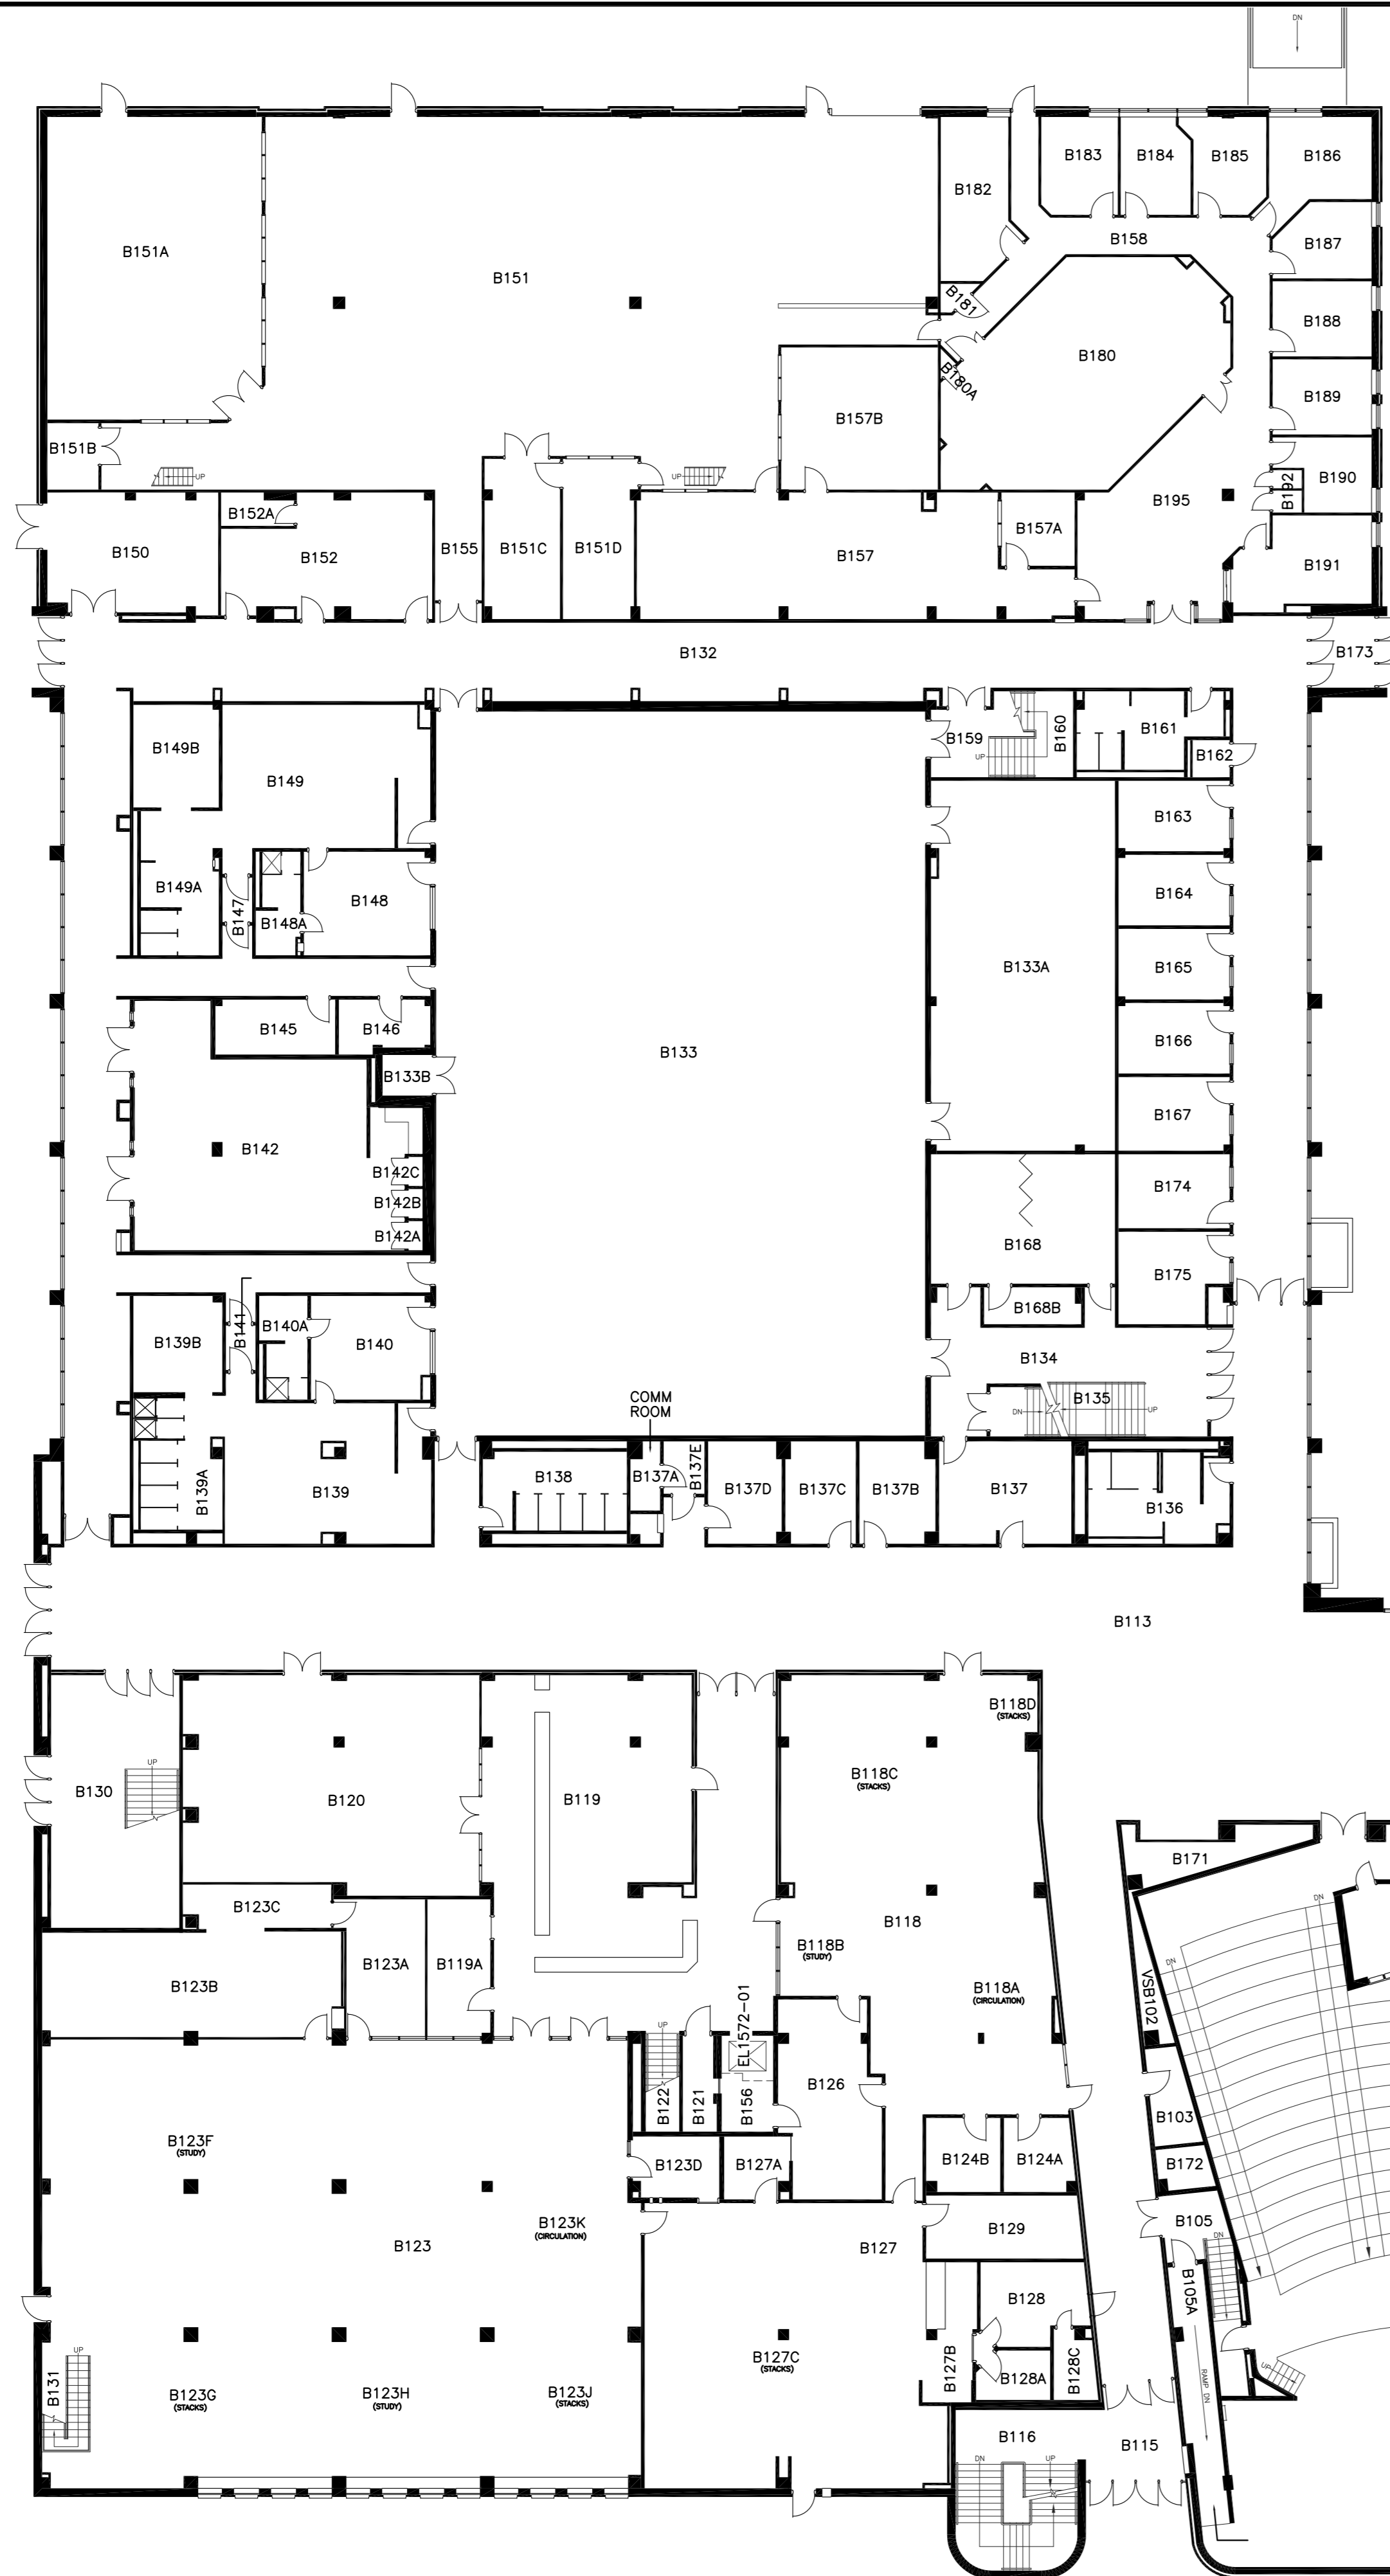 DN
B183
B184
B185
B186
B182
B151A
B151
B158
B187
B181
B188
B180
B180A
B189
B157B
B151B
UP
UP
B190
B192
B152A
B195
B150
B152
B155
B151C
B151D
B157
B157A
B191
B132
B173
B149B
B149
B159
UP
B160
B161
B162
B163
B149A
B147
B148A
B148
B164
B133A
B165
B145
B146
B166
B133
B133B
B167
B142
B142C
B142B
B142A
B174
B168
B175
B168B
B139B
B141
B140A
B140
B134
B135
DN
UP
COMM
ROOM
B138
B137A
B137E
B137D
B137C
B137B
B137
B136
B139A
B139
B113
B118D
(STACKS)
B118C
(STACKS)
UP
B130
B120
B119
B171
DN
B123C
B118
B118B
(STUDY)
B123A
B119A
B123B
B118A
(CIRCULATION)
DN
VSB102
EL1572-01
UP
B122
B121
B156
B126
B103
B123F
(STUDY)
B123D
B127A
B124B
B124A
B172
B123K
(CIRCULATION)
B123
B127
B129
B105
DN
B105A
B128
B127B
B128A
B128C
B127C
(STACKS)
UP
B131
B123G
(STACKS)
B123H
(STUDY)
B123J
(STACKS)
UP
RAMP DN
B116
B115
DN
UP